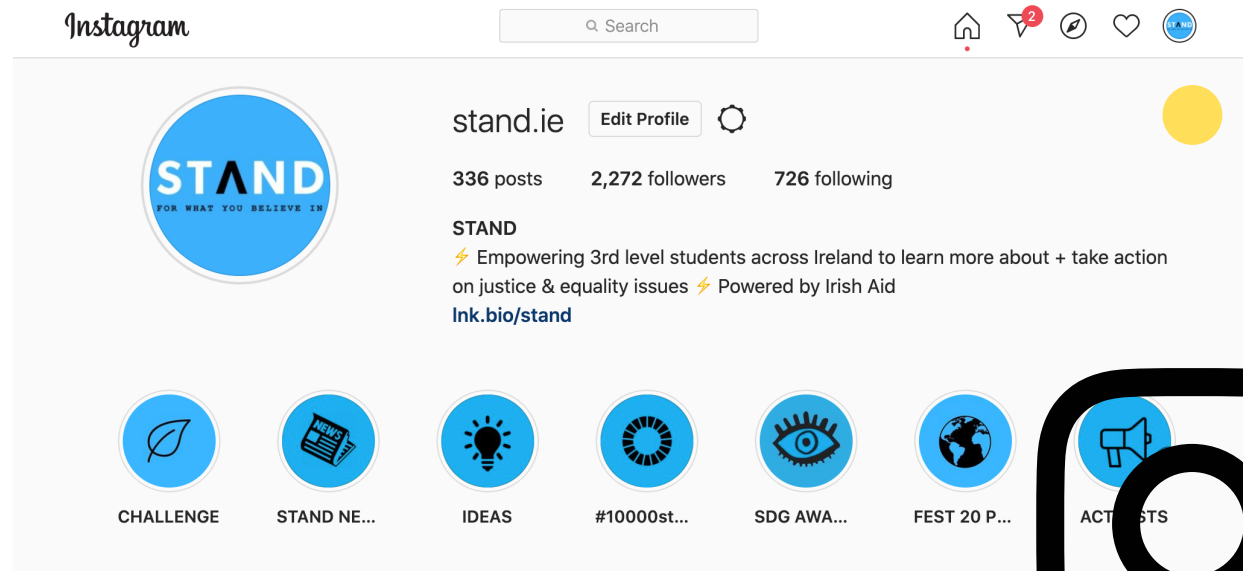 Instagram
Search
2
STAND
stand.ie Edit Profile
336 posts 2,272 followers 726 following
STAND
FOR WHAT YOU BELIEVE IN
STAND
⚡ Empowering 3rd level students across Ireland to learn more about + take action
on justice & equality issues ⚡ Powered by Irish Aid
lnk.bio/stand
NEWS
CHALLENGE STAND NE... IDEAS #10000st... SDG AWA... FEST 20 P...